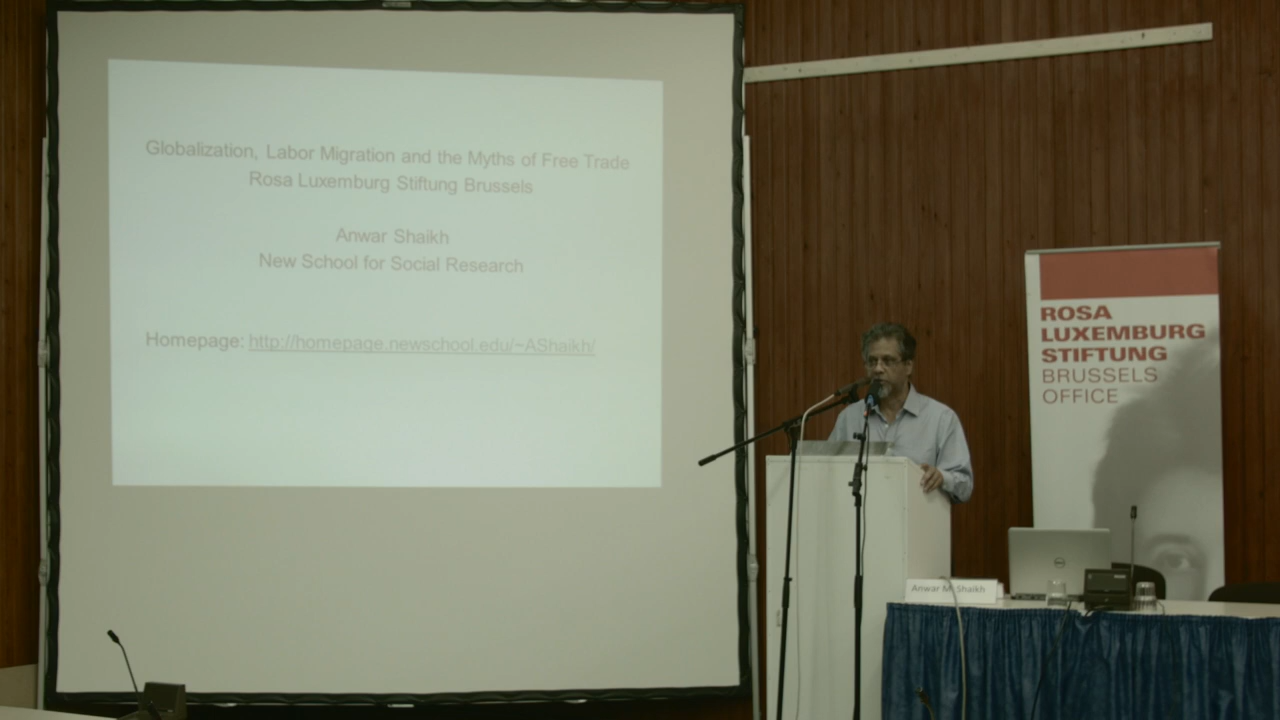 Globalization, Labor Migration and the Myths of Free Trade
Rosa Luxemburg Stiftung Brussels
Anwar Shaikh
New School for Social Research
Homepage: http://homepage.newschool.edu/~AShaikh/
ROSA
LUXEMBURG
STIFTUNG
BRUSSELS
OFFICE
Anwar M. Shaikh
DELL